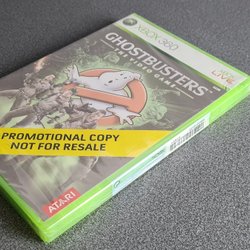 XBOX 360
LIVE
GHOSTBUSTERS
THE VIDEO GAME
PROMOTIONAL COPY
NOT FOR RESALE
ATARI